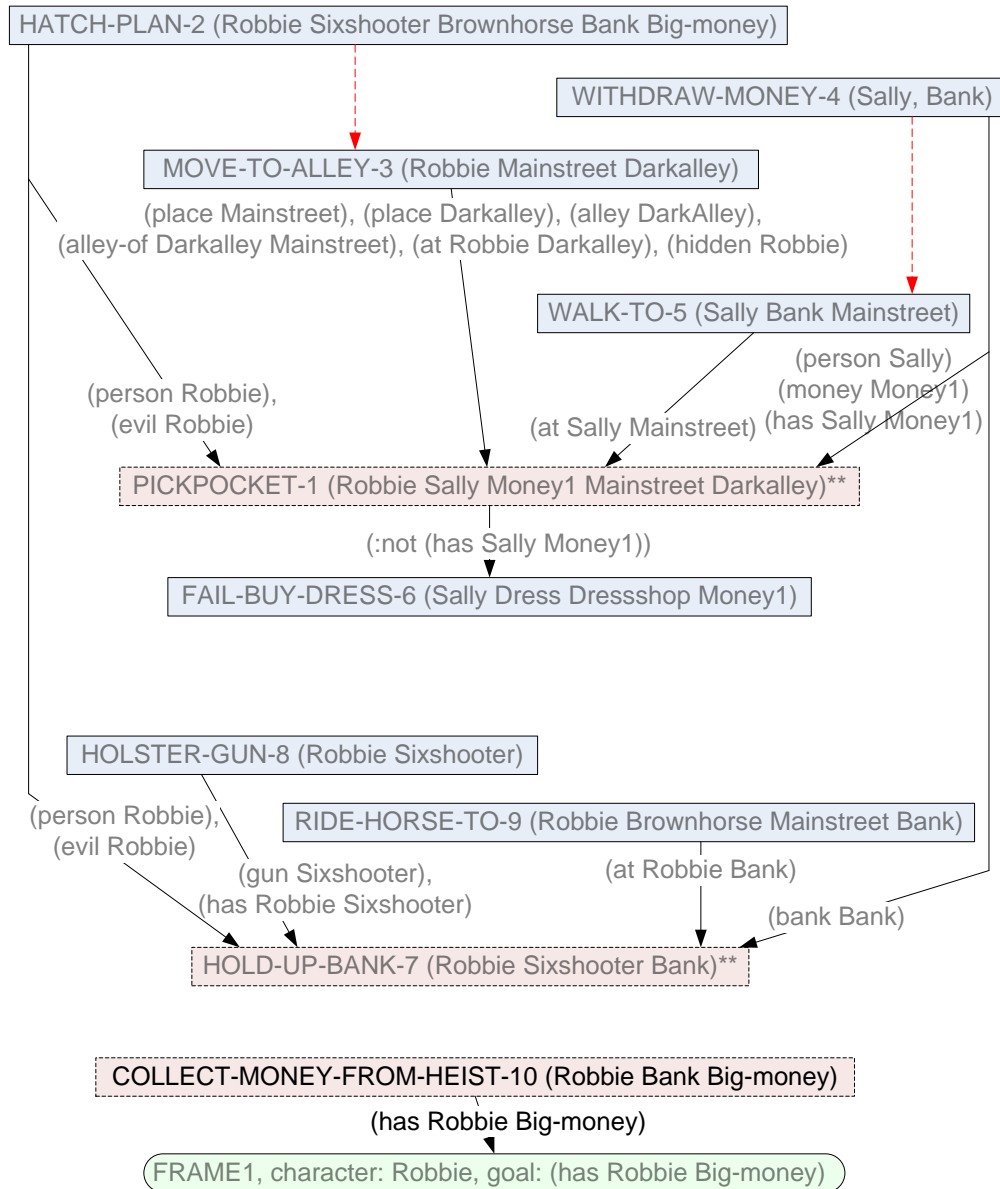 HATCH-PLAN-2 (Robbie Sixshooter Brownhorse Bank Big-money)
WITHDRAW-MONEY-4 (Sally, Bank)
MOVE-TO-ALLEY-3 (Robbie Mainstreet Darkalley)
(place Mainstreet), (place Darkalley), (alley DarkAlley),
(alley-of Darkalley Mainstreet), (at Robbie Darkalley), (hidden Robbie)
WALK-TO-5 (Sally Bank Mainstreet)
(person Sally)
(money Money1)
(has Sally Money1)
(person Robbie),
(evil Robbie)
(at Sally Mainstreet)
PICKPOCKET-1 (Robbie Sally Money1 Mainstreet Darkalley)**
(:not (has Sally Money1))
FAIL-BUY-DRESS-6 (Sally Dress Dressshop Money1)
HOLSTER-GUN-8 (Robbie Sixshooter)
(person Robbie),
(evil Robbie)
RIDE-HORSE-TO-9 (Robbie Brownhorse Mainstreet Bank)
(gun Sixshooter),
(has Robbie Sixshooter)
(at Robbie Bank)
(bank Bank)
HOLD-UP-BANK-7 (Robbie Sixshooter Bank)**
COLLECT-MONEY-FROM-HEIST-10 (Robbie Bank Big-money)
(has Robbie Big-money)
FRAME1, character: Robbie, goal: (has Robbie Big-money)